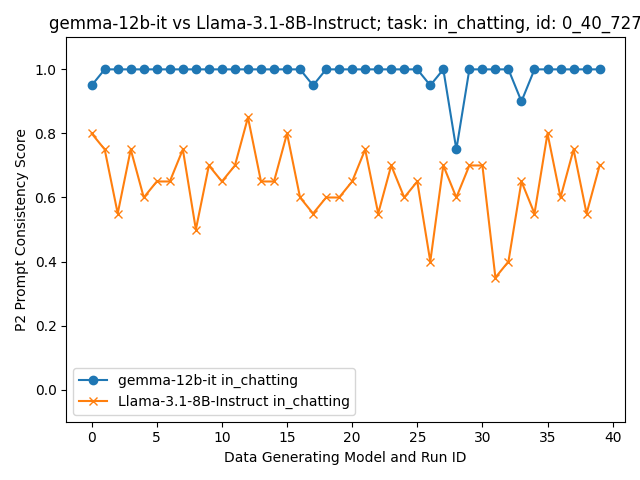 gemma-12b-it vs Llama-3.1-8B-Instruct; task: in_chatting, id: 0_40_727
1.0
0.8
0.6
0.4
0.2
0.0
P2 Prompt Consistency Score
gemma-12b-it in_chatting
Llama-3.1-8B-Instruct in_chatting
0 5 10 15 20 25 30 35 40
Data Generating Model and Run ID